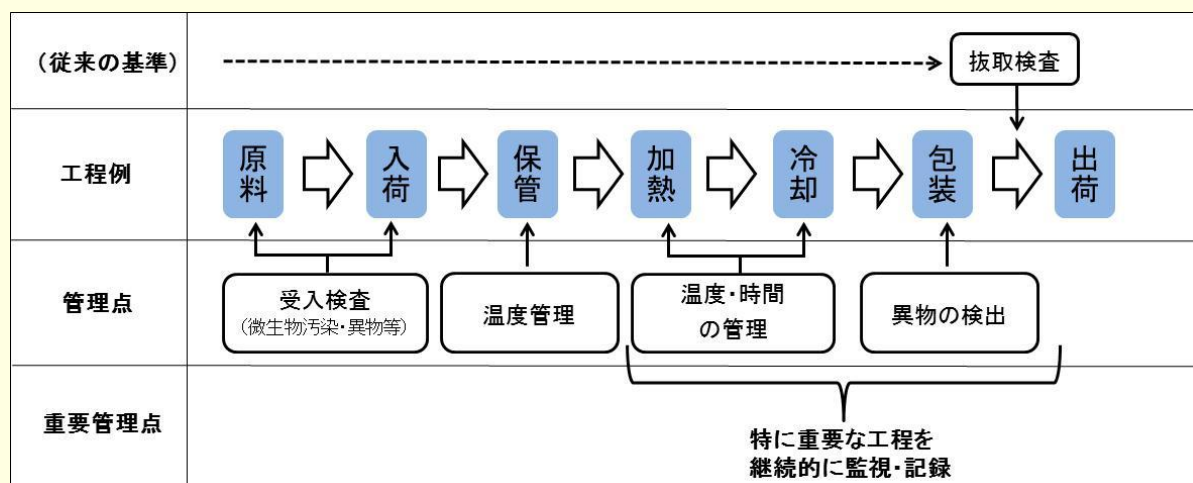 （従来の基準）
抜取検査
工程例
原料
入荷
保管
加熱
冷却
包装
出荷
管理点
受入検査
（微生物汚染・異物等）
温度管理
温度・時間
の管理
異物の検出
重要管理点
特に重要な工程を
継続的に監視・記録